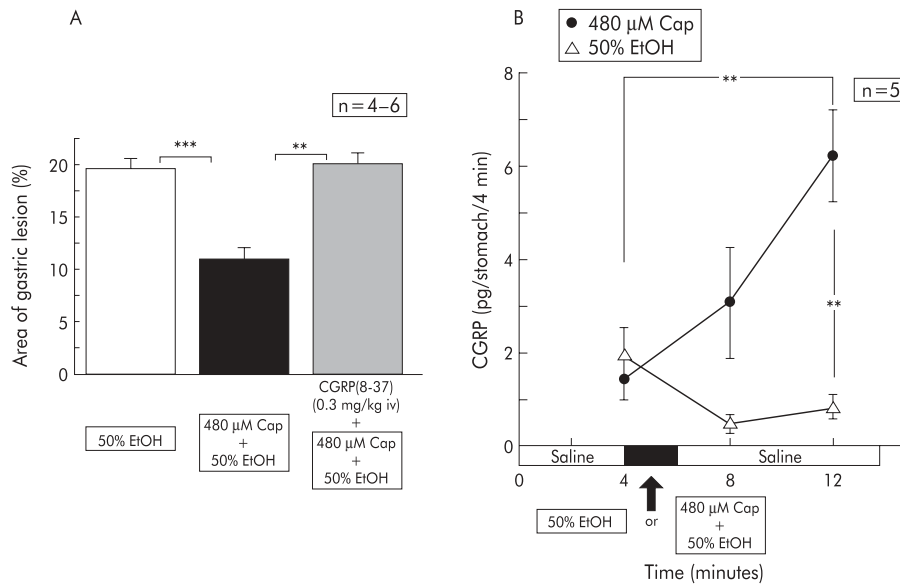 A
n=4–6
***
**
Area of gastric lesion (%)
20
15
10
5
0
50% EtOH
480 μM Cap
+
50% EtOH
CGRP(8-37)
(0.3 mg/kg iv)
+
480 μM Cap
+
50% EtOH
B
480 μM Cap
50% EtOH
n=5
**
**
CGRP (pg/stomach/4 min)
8
6
4
2
0
Saline
Saline
0
4
8
12
50% EtOH
or
480 μM Cap
+
50% EtOH
Time (minutes)